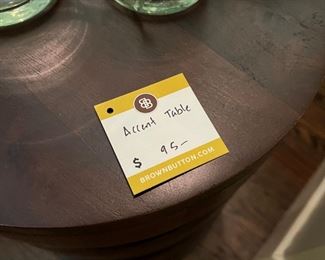 Accent Table
$ 95-
BROWNBUTTON.COM